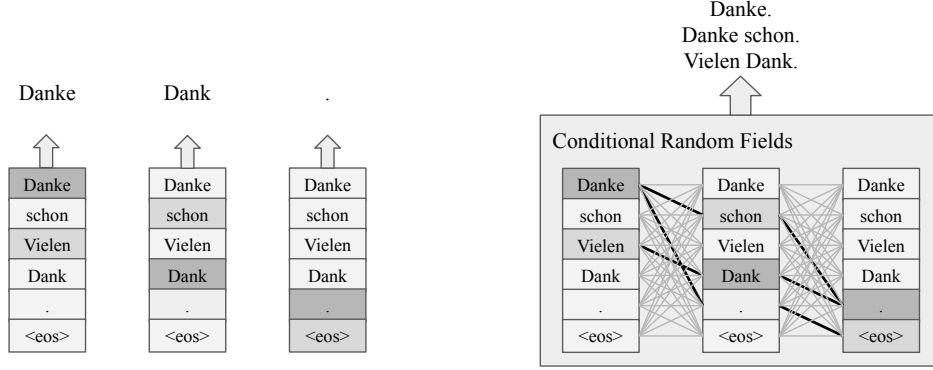 Danke Dank .
Danke Danke Danke
schon schon schon
Vielen Vielen Vielen
Dank Dank Dank
. . .
<eos> <eos> <eos>
Danke.
Danke schon.
Vielen Dank.
Conditional Random Fields
Danke Danke Danke
schon schon schon
Vielen Vielen Vielen
Dank Dank Dank
. . .
<eos> <eos> <eos>